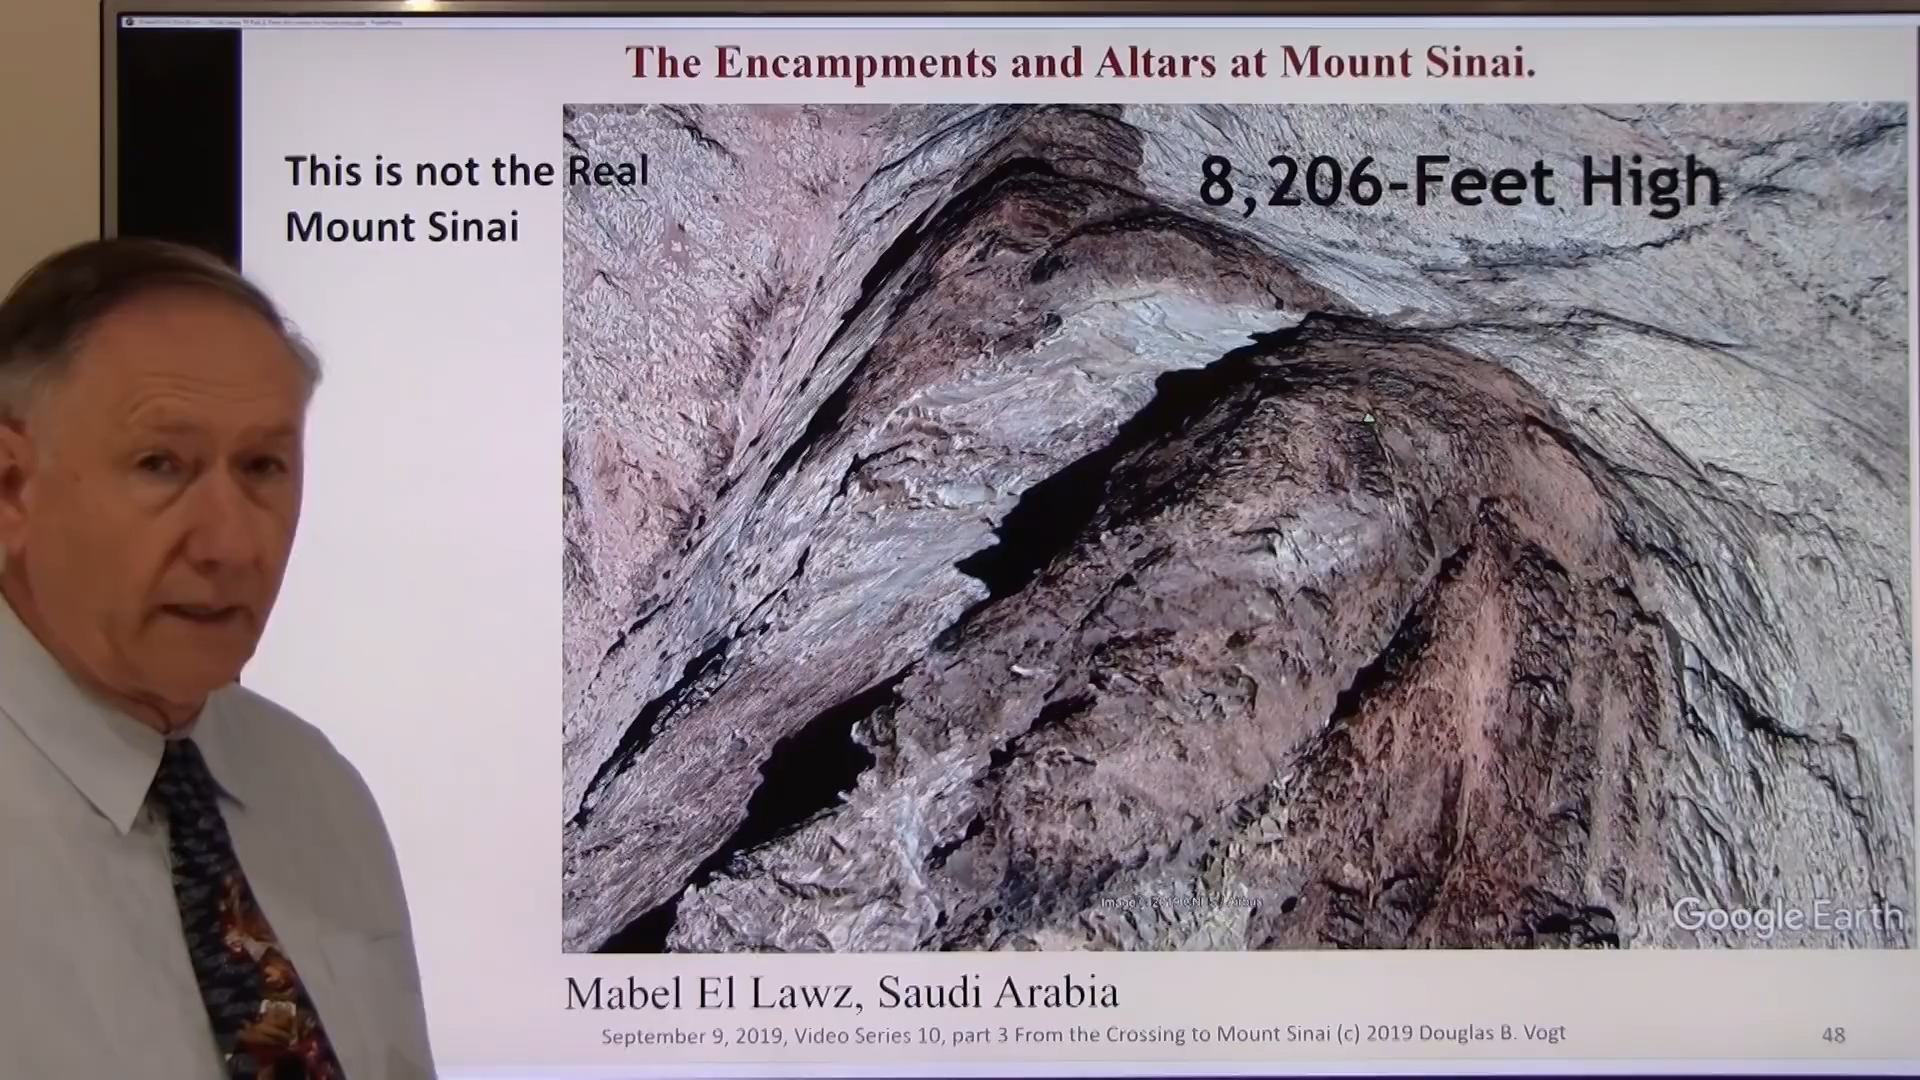 The Encampments and Altars at Mount Sinai.
This is not the Real
Mount Sinai
8,206-Feet High
Google Earth
Mabel El Lawz, Saudi Arabia
September 9, 2019, Video Series 10, part 3 From the Crossing to Mount Sinai (c) 2019 Douglas B. Vogt
48